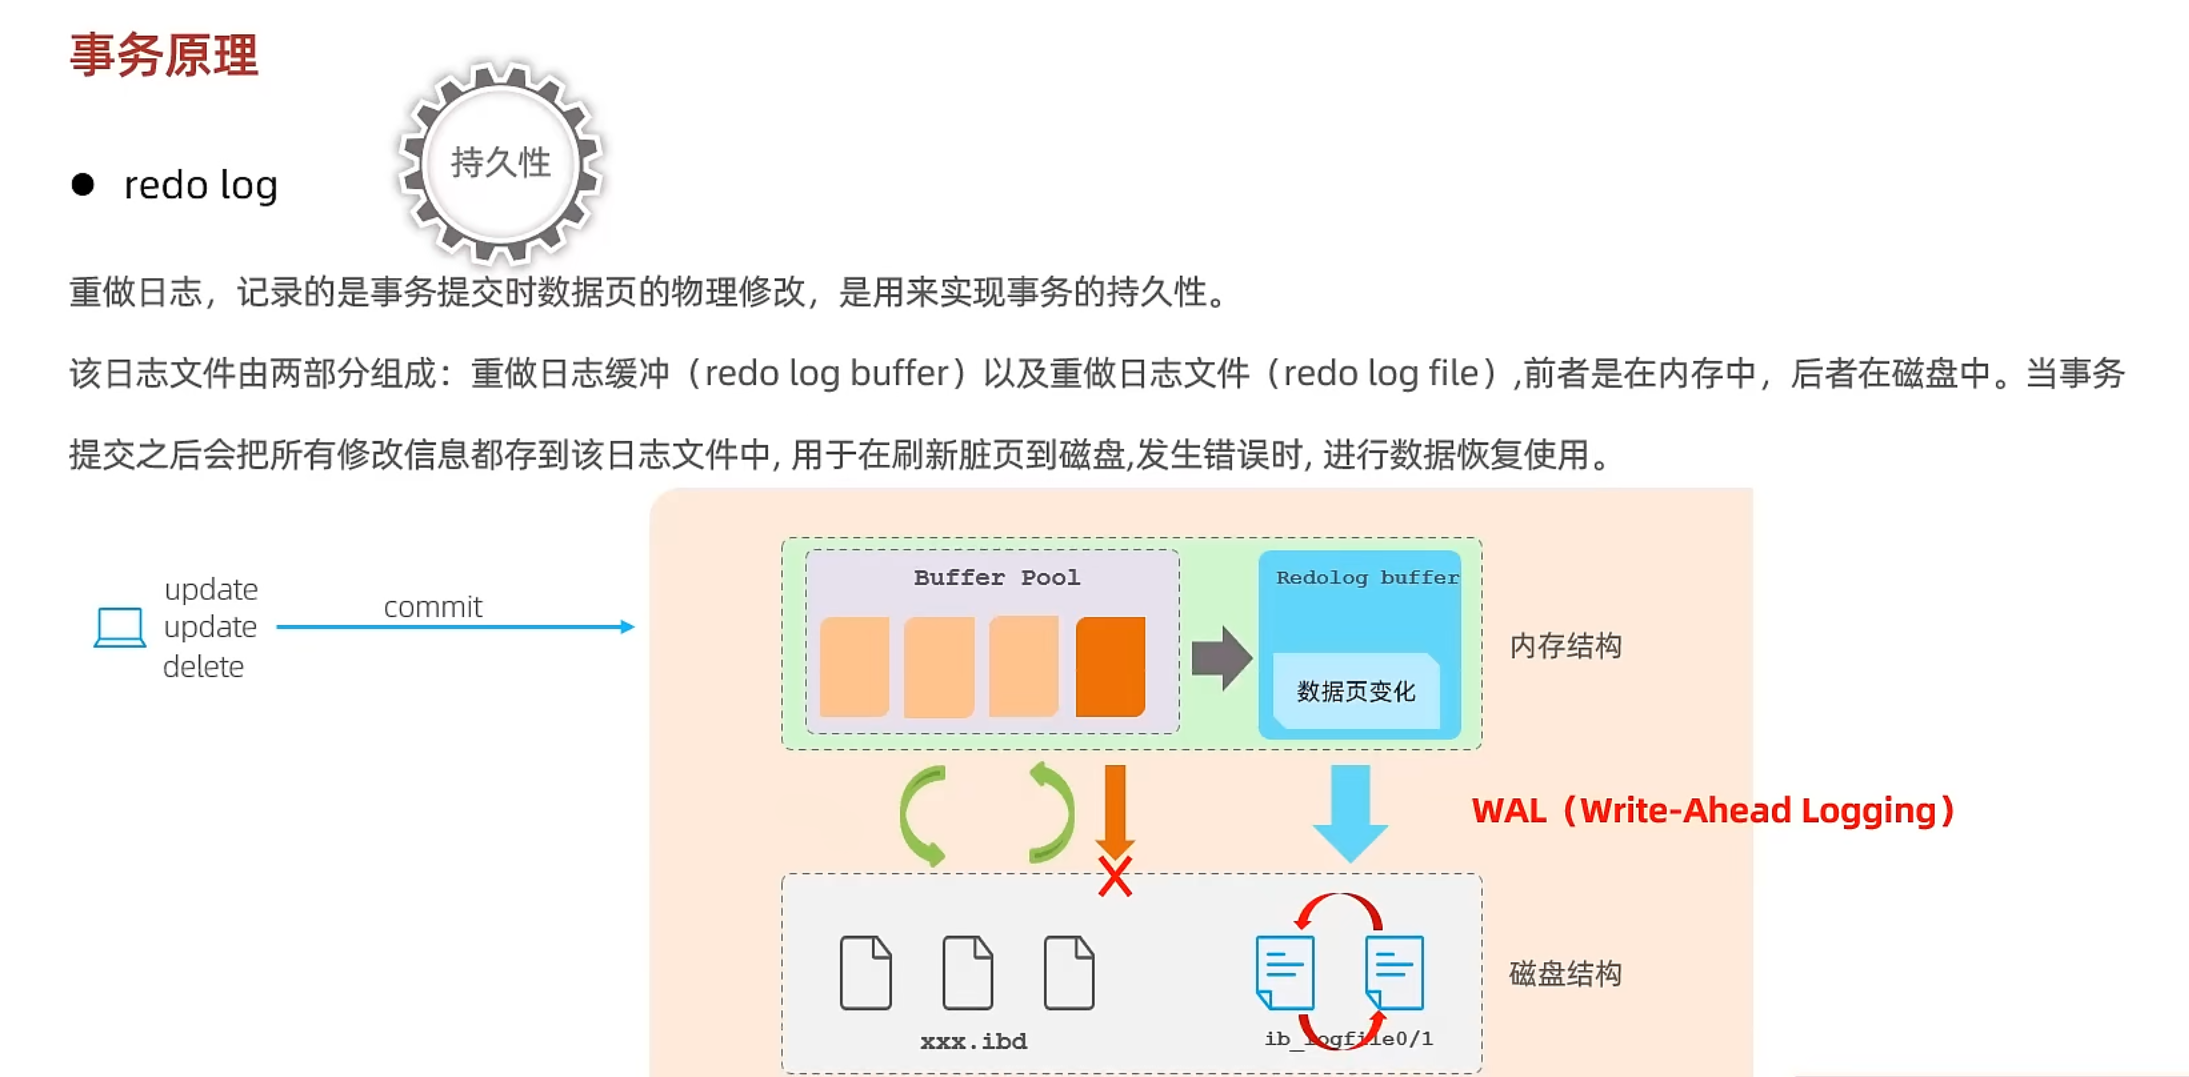 事务原理
持久性
redo log
重做日志，记录的是事务提交时数据页的物理修改，是用来实现事务的持久性。
该日志文件由两部分组成：重做日志缓冲（redo log buffer）以及重做日志文件（redo log file）,前者是在内存中，后者在磁盘中。当事务
提交之后会把所有修改信息都存到该日志文件中, 用于在刷新脏页到磁盘,发生错误时, 进行数据恢复使用。
Buffer Pool
Redolog buffer
update
update
delete
commit
数据页变化
内存结构
WAL（Write-Ahead Logging）
磁盘结构
xxx.ibd
ib_logfile0/1